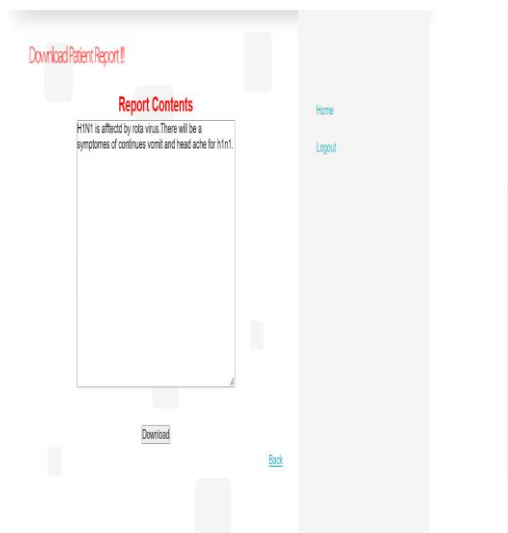 Download Patient Report !!!
Report Contents
H1N1 is afftectd by rota virus.There will be a
symptomes of continues vomit and head ache for h1n1.
Download
Back
Home
Logout